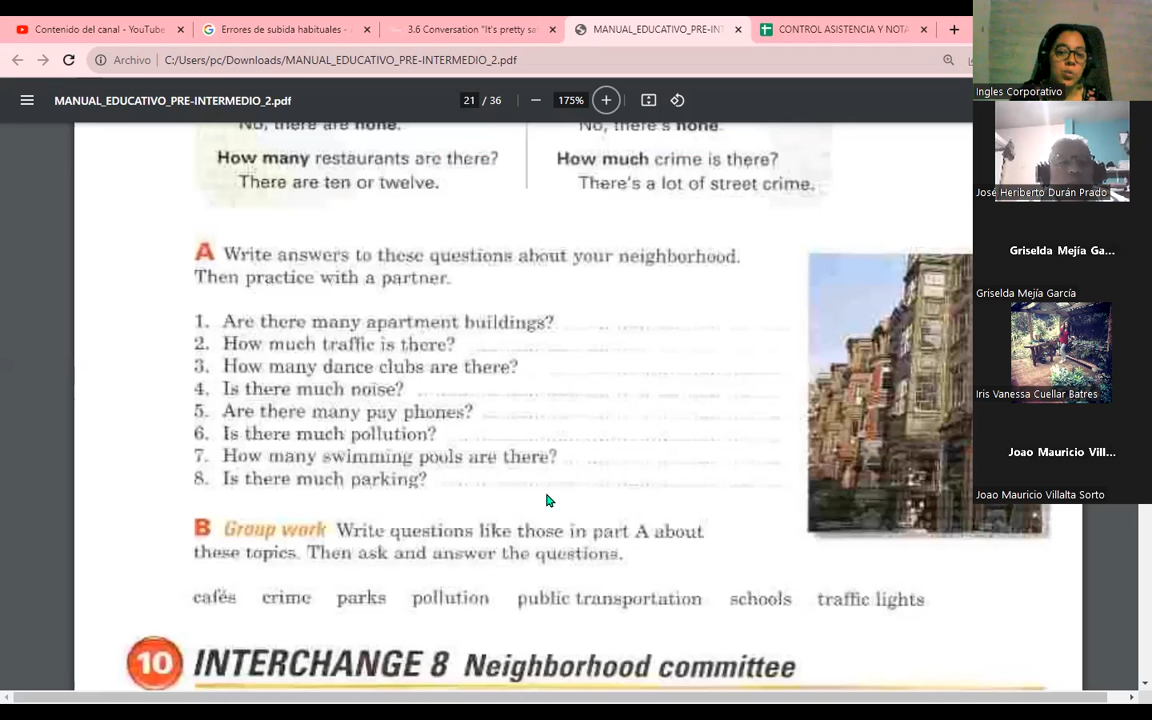 Contenido del canal - YouTube
Errores de subida habituales -
3.6 Conversation "It's pretty sa
MANUAL_EDUCATIVO_PRE-INT
CONTROL ASISTENCIA Y NOTA
Archivo
C:/Users/pc/Downloads/MANUAL_EDUCATIVO_PRE-INTERMEDIO_2.pdf
MANUAL_EDUCATIVO_PRE-INTERMEDIO_2.pdf
21 / 36
175%
No, there are none.
No, there's none.
How many restaurants are there?
How much crime is there?
There are ten or twelve.
There's a lot of street crime.
A Write answers to these questions about your neighborhood.
Then practice with a partner.
1. Are there many apartment buildings?
2. How much traffic is there?
3. How many dance clubs are there?
4. Is there much noise?
5. Are there many pay phones?
6. Is there much pollution?
7. How many swimming pools are there?
8. Is there much parking?
B Group work Write questions like those in part A about
these topics. Then ask and answer the questions.
cafés crime parks pollution public transportation schools traffic lights
10 INTERCHANGE 8 Neighborhood committee
Ingles Corporativo
José Heriberto Durán Prado
Griselda Mejía Ga...
Griselda Mejía García
Iris Vanessa Cuellar Batres
Joao Mauricio Vill...
Joao Mauricio Villalta Sorto